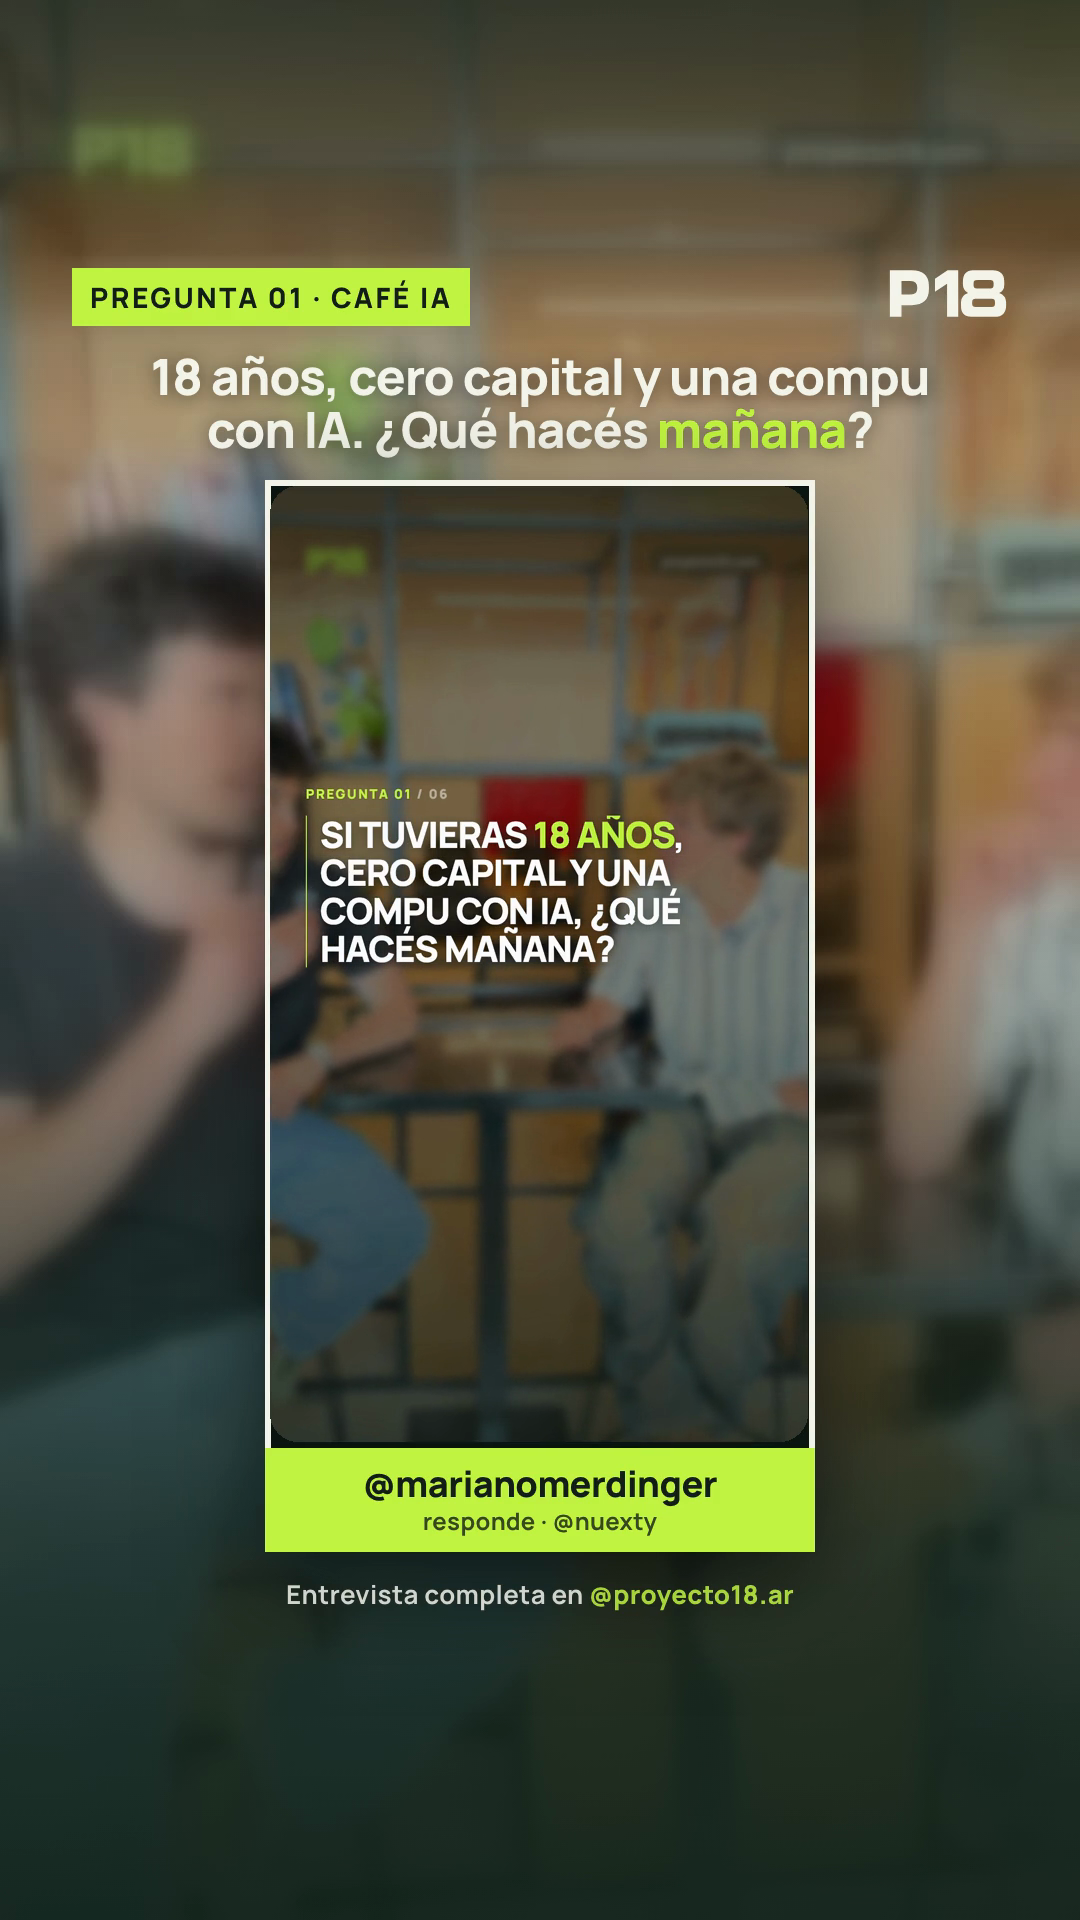 P18
PREGUNTA 01 · CAFÉ IA
P18
18 años, cero capital y una compu
con IA. ¿Qué hacés mañana?
P18
PREGUNTA 01 / 06
SI TUVIERAS 18 AÑOS,
CERO CAPITAL Y UNA
COMPU CON IA, ¿QUÉ
HACÉS MAÑANA?
@marianomerdinger
responde · @nuexty
Entrevista completa en @proyecto18.ar